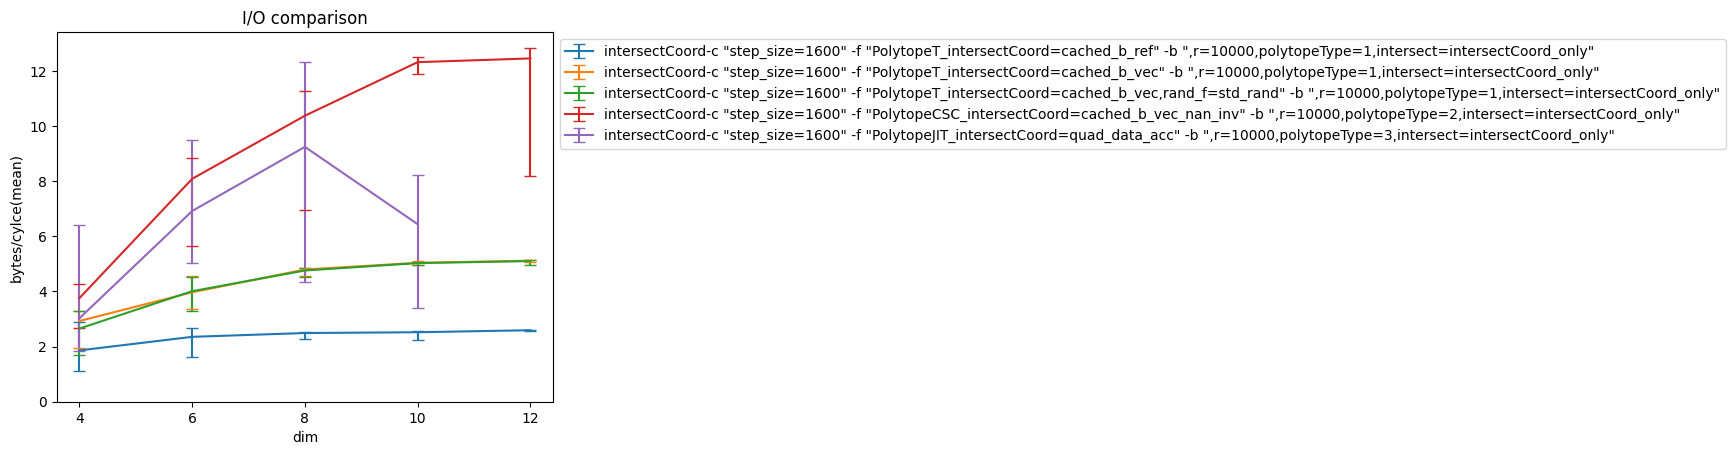 I/O comparison
bytes/cylce(mean)
12
10
8
6
4
2
0
4 6 8 10 12
dim
intersectCoord-c "step_size=1600" -f "PolytopeT_intersectCoord=cached_b_ref" -b ",r=10000,polytopeType=1,intersect=intersectCoord_only"
intersectCoord-c "step_size=1600" -f "PolytopeT_intersectCoord=cached_b_vec" -b ",r=10000,polytopeType=1,intersect=intersectCoord_only"
intersectCoord-c "step_size=1600" -f "PolytopeT_intersectCoord=cached_b_vec,rand_f=std_rand" -b ",r=10000,polytopeType=1,intersect=intersectCoord_only"
intersectCoord-c "step_size=1600" -f "PolytopeCSC_intersectCoord=cached_b_vec_nan_inv" -b ",r=10000,polytopeType=2,intersect=intersectCoord_only"
intersectCoord-c "step_size=1600" -f "PolytopeJIT_intersectCoord=quad_data_acc" -b ",r=10000,polytopeType=3,intersect=intersectCoord_only"